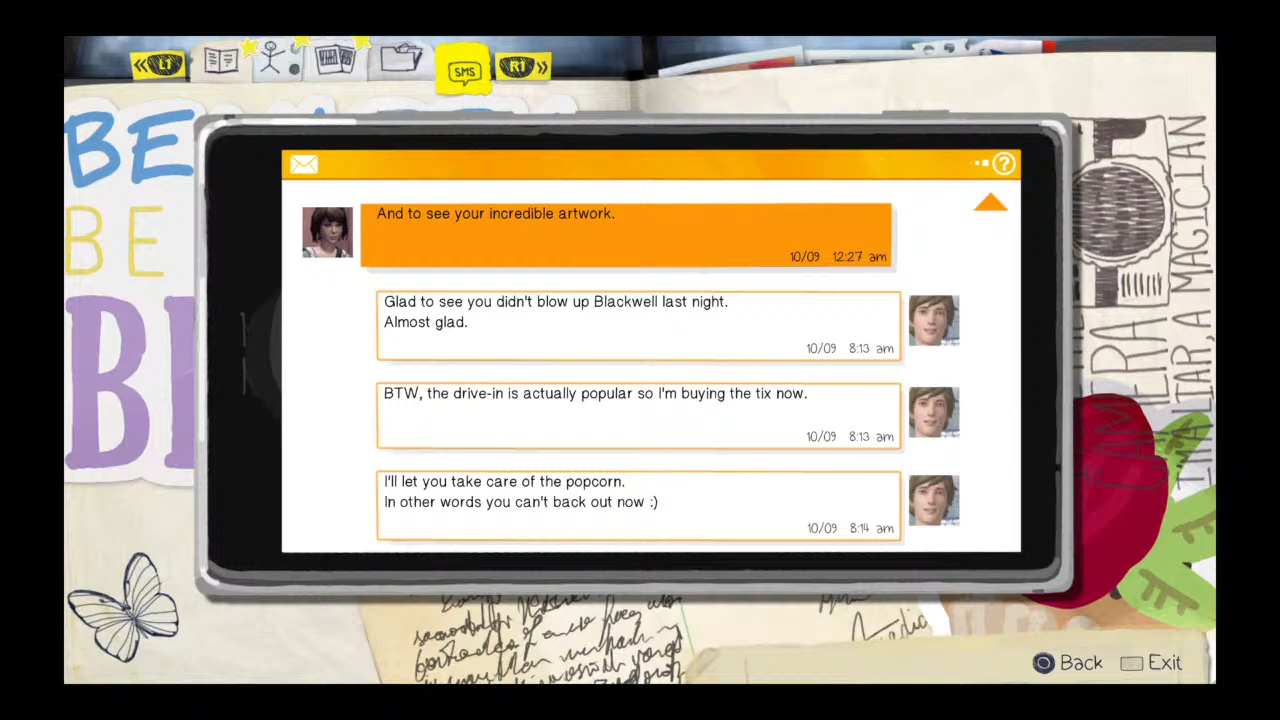 L1
SMS
R1
BE
BE
And to see your incredible artwork.
10/09 12:27 am
Glad to see you didn't blow up Blackwell last night.
Almost glad.
10/09 8:13 am
BTW, the drive-in is actually popular so I'm buying the tix now.
10/09 8:13 am
I'll let you take care of the popcorn.
In other words you can't back out now :)
10/09 8:14 am
A MAGICIAN
Back
Exit